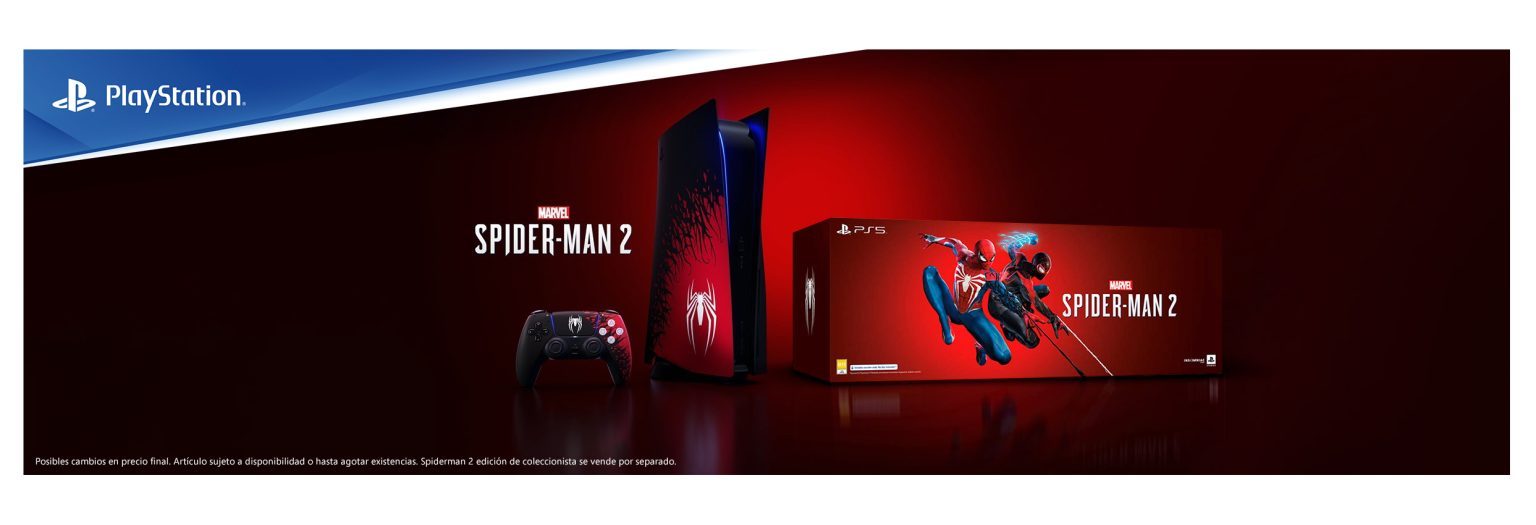 PlayStation
MARVEL
SPIDER-MAN 2
PS5
MARVEL
SPIDER-MAN 2
Posibles cambios en precio final. Artículo sujeto a disponibilidad o hasta agotar existencias. Spiderman 2 edición de coleccionista se vende por separado.